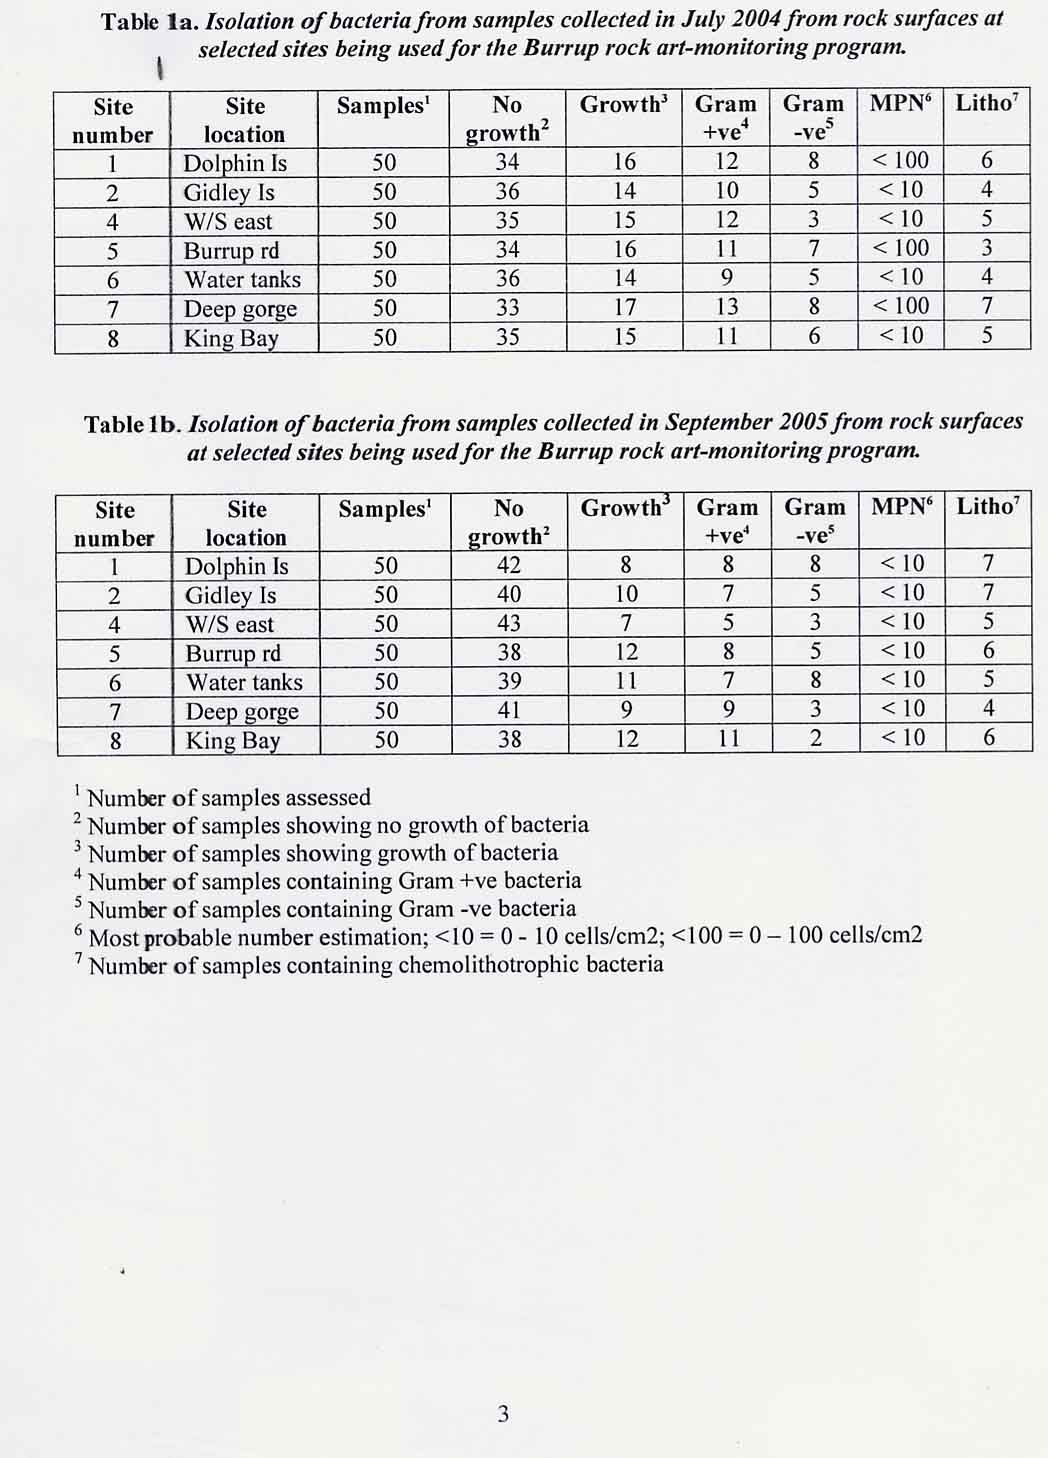 Table 1a. Isolation of bacteria from samples collected in July 2004 from rock surfaces at
selected sites being used for the Burrup rock art-monitoring program.
Site number Site location Samples¹ No growth² Growth³ Gram +ve⁴ Gram -ve⁵ MPN⁶ Litho⁷
1 Dolphin Is 50 34 16 12 8 < 100 6
2 Gidley Is 50 36 14 10 5 < 10 4
4 W/S east 50 35 15 12 3 < 10 5
5 Burrup rd 50 34 16 11 7 < 100 3
6 Water tanks 50 36 14 9 5 < 10 4
7 Deep gorge 50 33 17 13 8 < 100 7
8 King Bay 50 35 15 11 6 < 10 5
Table 1b. Isolation of bacteria from samples collected in September 2005 from rock surfaces
at selected sites being used for the Burrup rock art-monitoring program.
Site number Site location Samples¹ No growth² Growth³ Gram +ve⁴ Gram -ve⁵ MPN⁶ Litho⁷
1 Dolphin Is 50 42 8 8 8 < 10 7
2 Gidley Is 50 40 10 7 5 < 10 7
4 W/S east 50 43 7 5 3 < 10 5
5 Burrup rd 50 38 12 8 5 < 10 6
6 Water tanks 50 39 11 7 8 < 10 5
7 Deep gorge 50 41 9 9 3 < 10 4
8 King Bay 50 38 12 11 2 < 10 6
¹ Number of samples assessed
² Number of samples showing no growth of bacteria
³ Number of samples showing growth of bacteria
⁴ Number of samples containing Gram +ve bacteria
⁵ Number of samples containing Gram -ve bacteria
⁶ Most probable number estimation; <10 = 0 - 10 cells/cm2; <100 = 0 – 100 cells/cm2
⁷ Number of samples containing chemolithotrophic bacteria
3